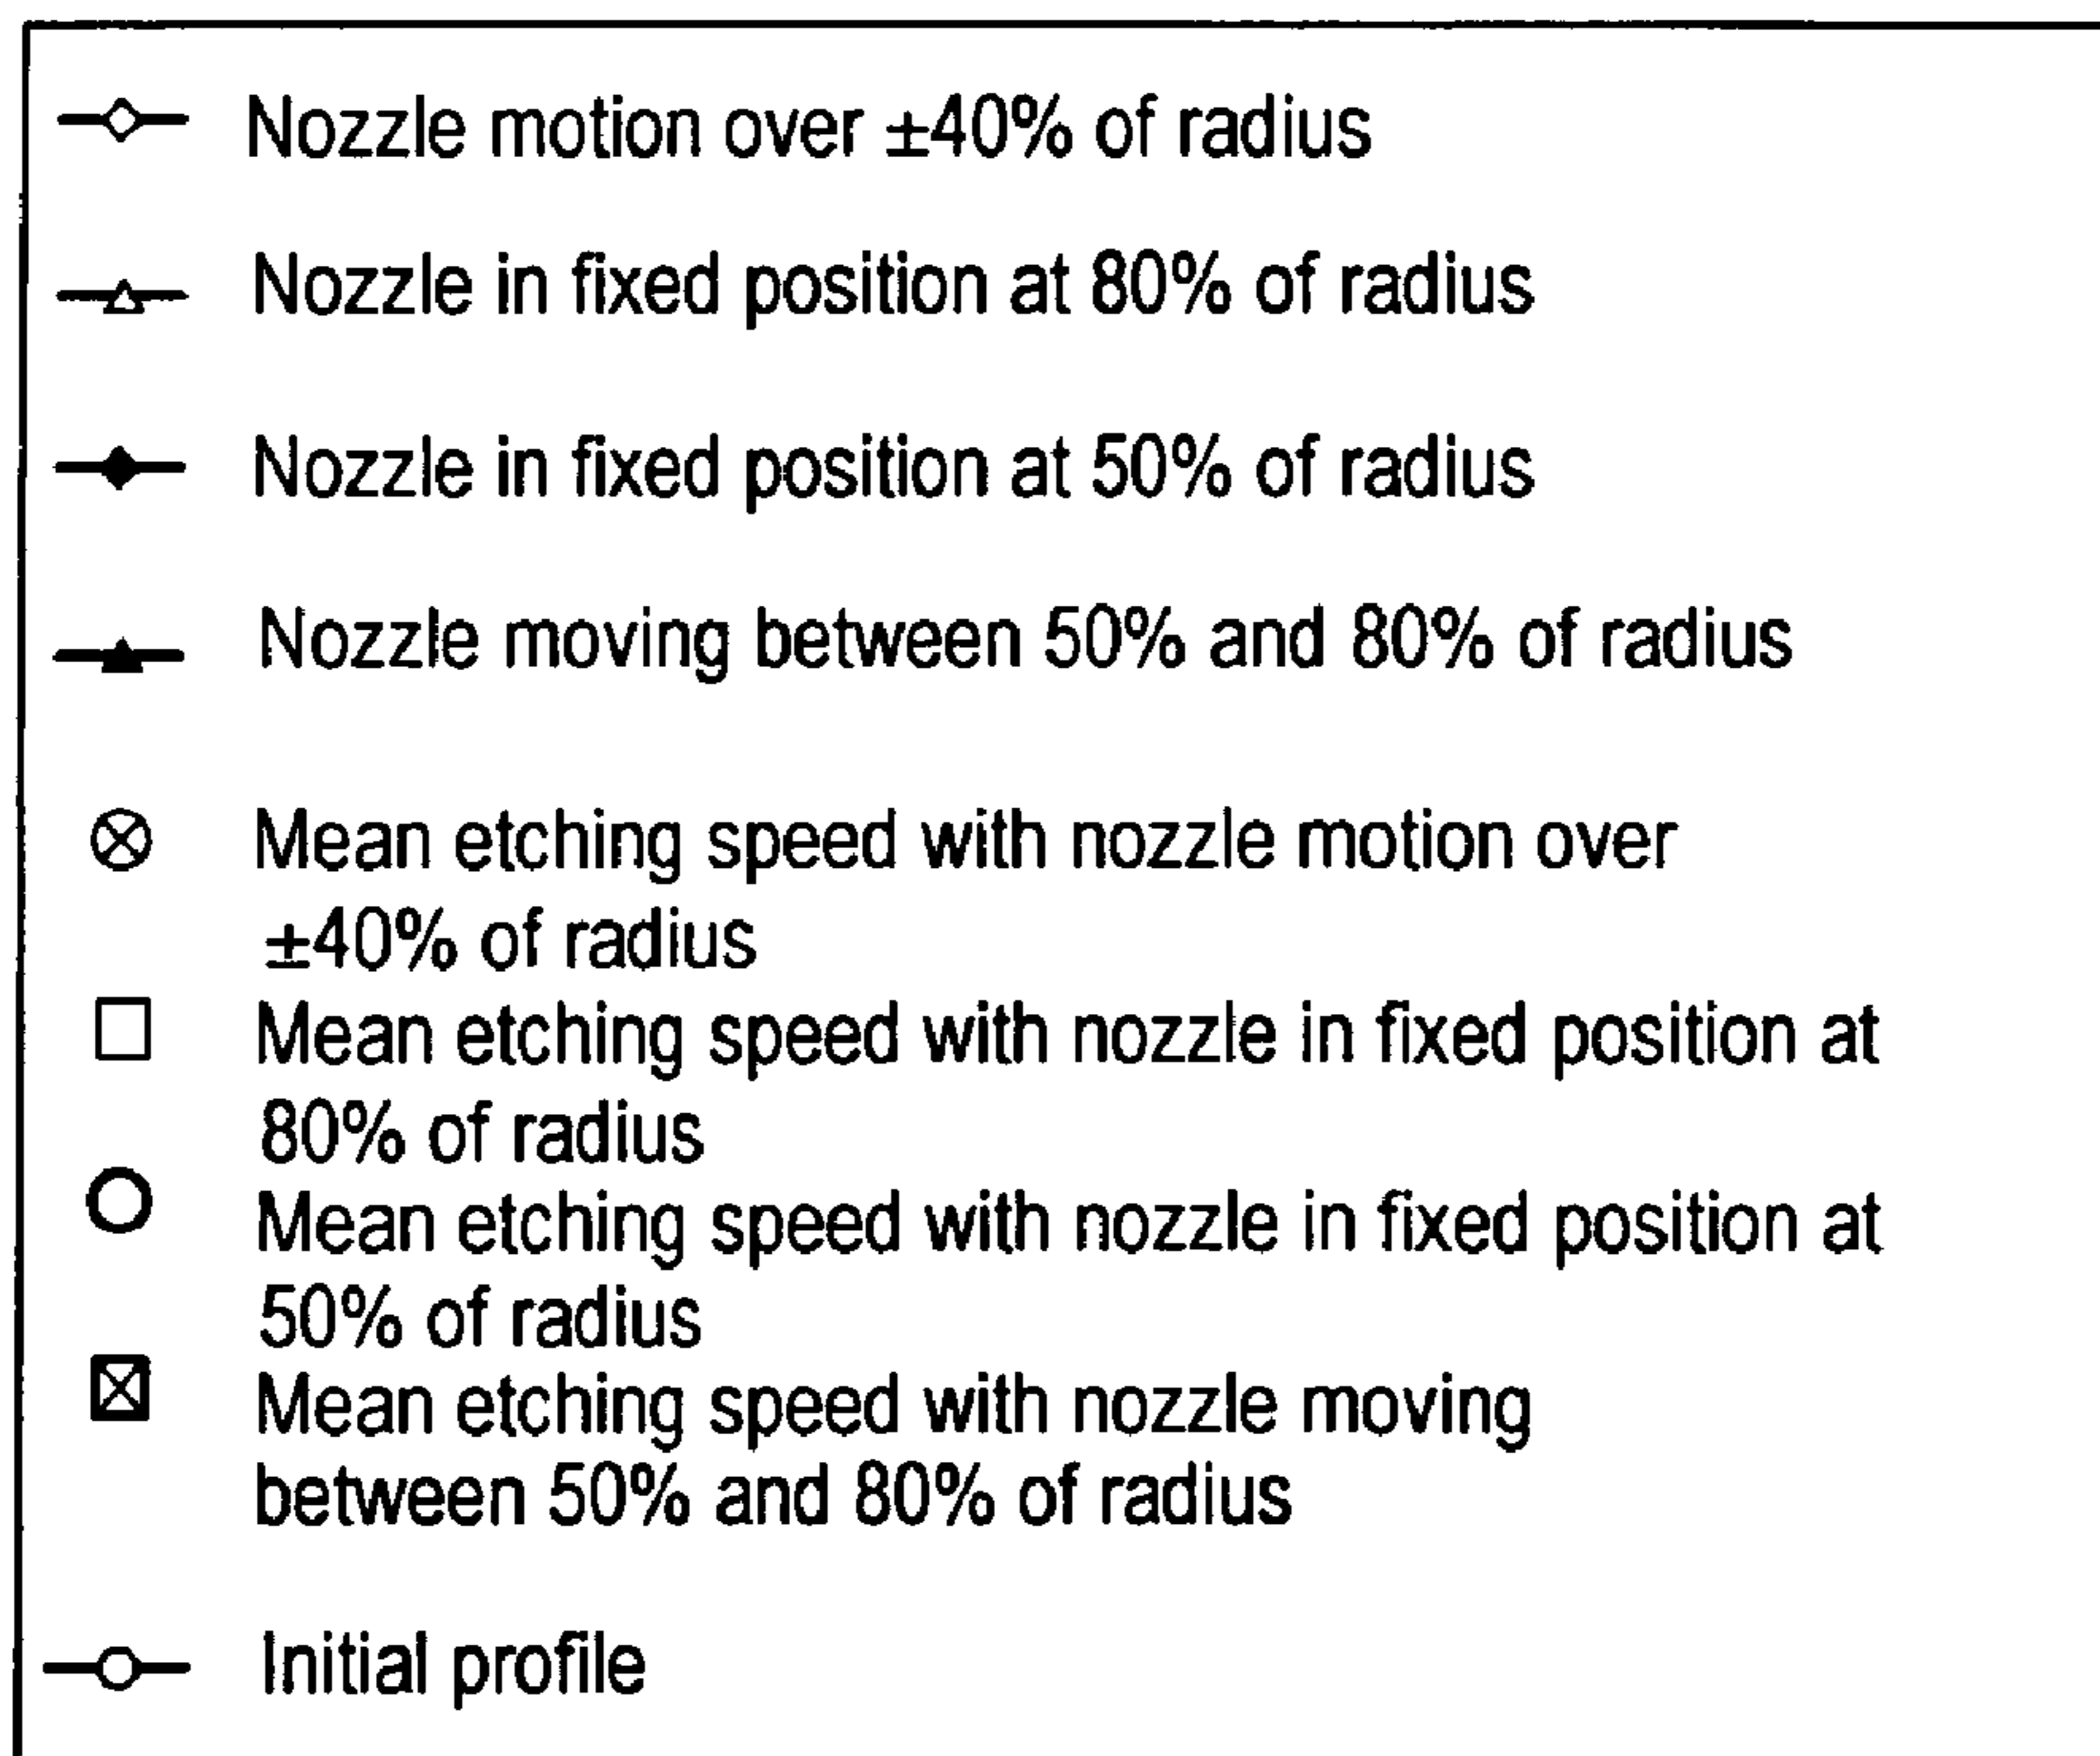 Nozzle motion over ±40% of radius
Nozzle in fixed position at 80% of radius
Nozzle in fixed position at 50% of radius
Nozzle moving between 50% and 80% of radius
Mean etching speed with nozzle motion over
±40% of radius
Mean etching speed with nozzle in fixed position at
80% of radius
Mean etching speed with nozzle in fixed position at
50% of radius
Mean etching speed with nozzle moving
between 50% and 80% of radius
Initial profile